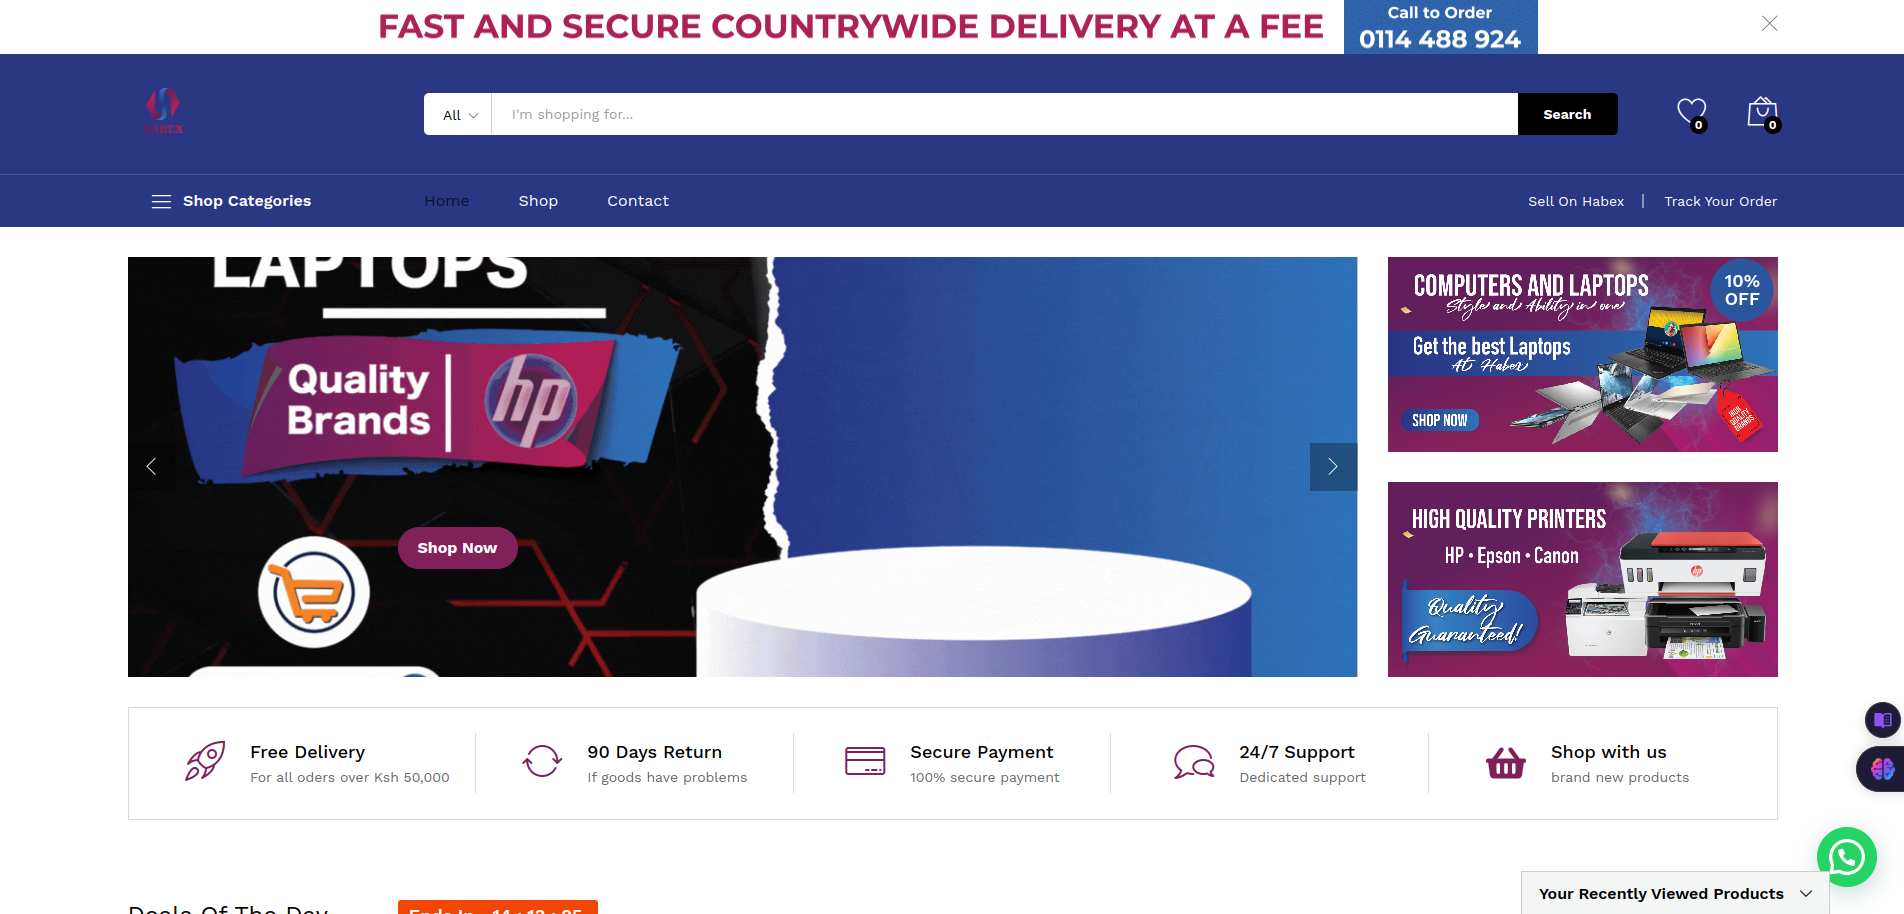 FAST AND SECURE COUNTRYWIDE DELIVERY AT A FEE
Call to Order
0114 488 924
HABEX
All
I'm shopping for...
Search
0
0
Shop Categories
Home
Shop
Contact
Sell On Habex
Track Your Order
LAPTOPS
Quality
Brands
hp
Shop Now
COMPUTERS AND LAPTOPS
Style and Ability in one
10%
OFF
Get the best Laptops
At Habex
SHOP NOW
HIGH QUALITY BRANDS
HIGH QUALITY PRINTERS
HP • Epson • Canon
Quality
Guaranteed!
hp
Free Delivery
For all oders over Ksh 50,000
90 Days Return
If goods have problems
Secure Payment
100% secure payment
24/7 Support
Dedicated support
Shop with us
brand new products
Your Recently Viewed Products
Deals Of The Day
Ends In
14 : 13 : 05